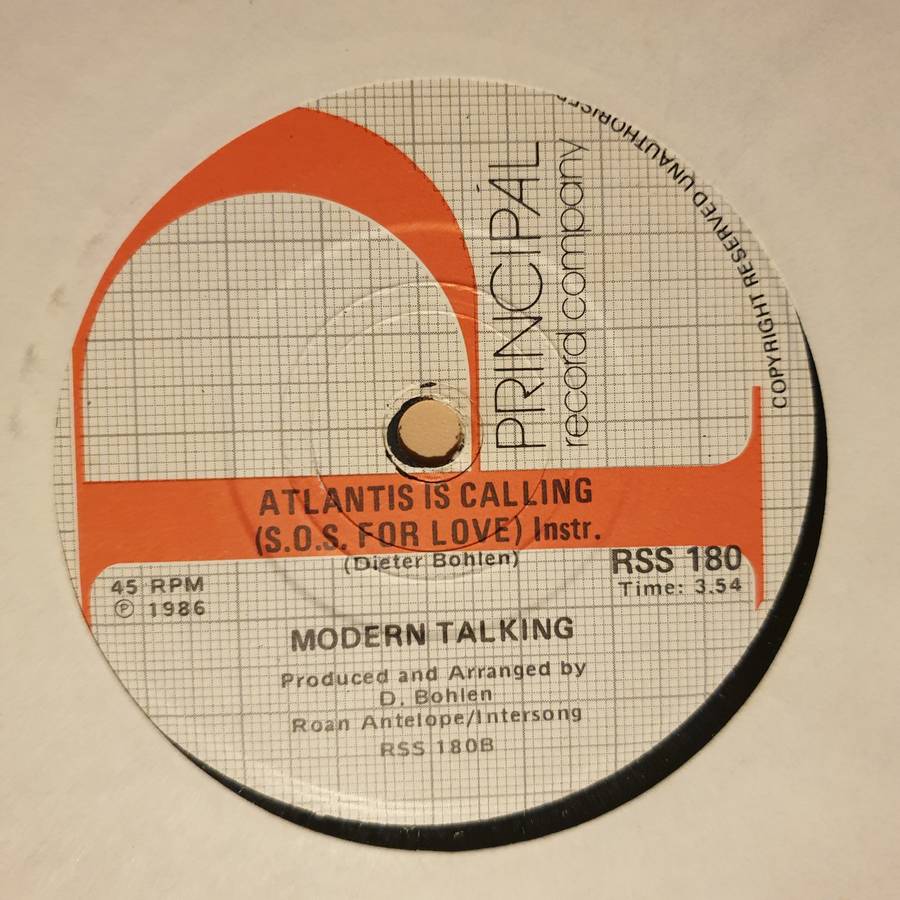 PRINCIPAL
record company
COPYRIGHT RESERVED UNAUTHORISED
ATLANTIS IS CALLING
(S.O.S. FOR LOVE) Instr.
(Dieter Bohlen)
RSS 180
Time: 3.54
45 RPM
℗ 1986
MODERN TALKING
Produced and Arranged by
D. Bohlen
Roan Antelope/Intersong
RSS 180B